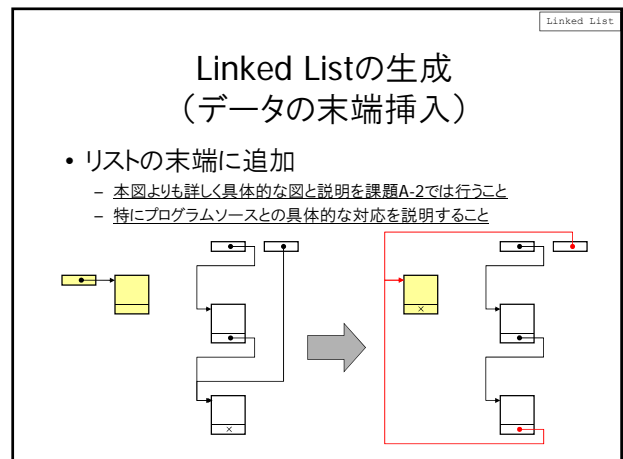 Linked List
Linked Listの生成
（データの末端挿入）
• リストの末端に追加
– 本図よりも詳しく具体的な図と説明を課題A-2では行うこと
– 特にプログラムソースとの具体的な対応を説明すること